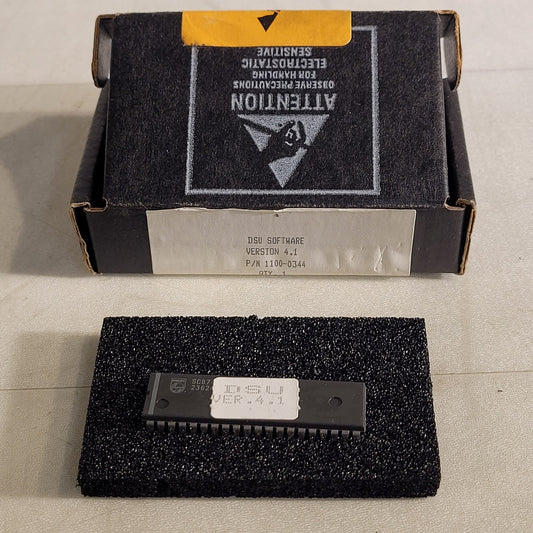 ATTENTION
OBSERVE PRECAUTIONS
FOR HANDLING
ELECTROSTATIC
SENSITIVE
DSU SOFTWARE
VERSION 4.1
P/N 1100-0344
QTY. 1
SC87
DSU
VER.4.1